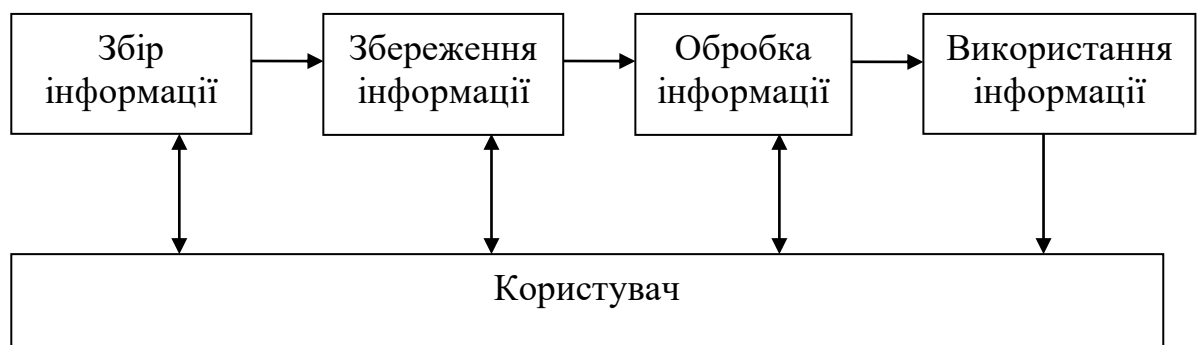 Збір
інформації
Збереження
інформації
Обробка
інформації
Використання
інформації
Користувач